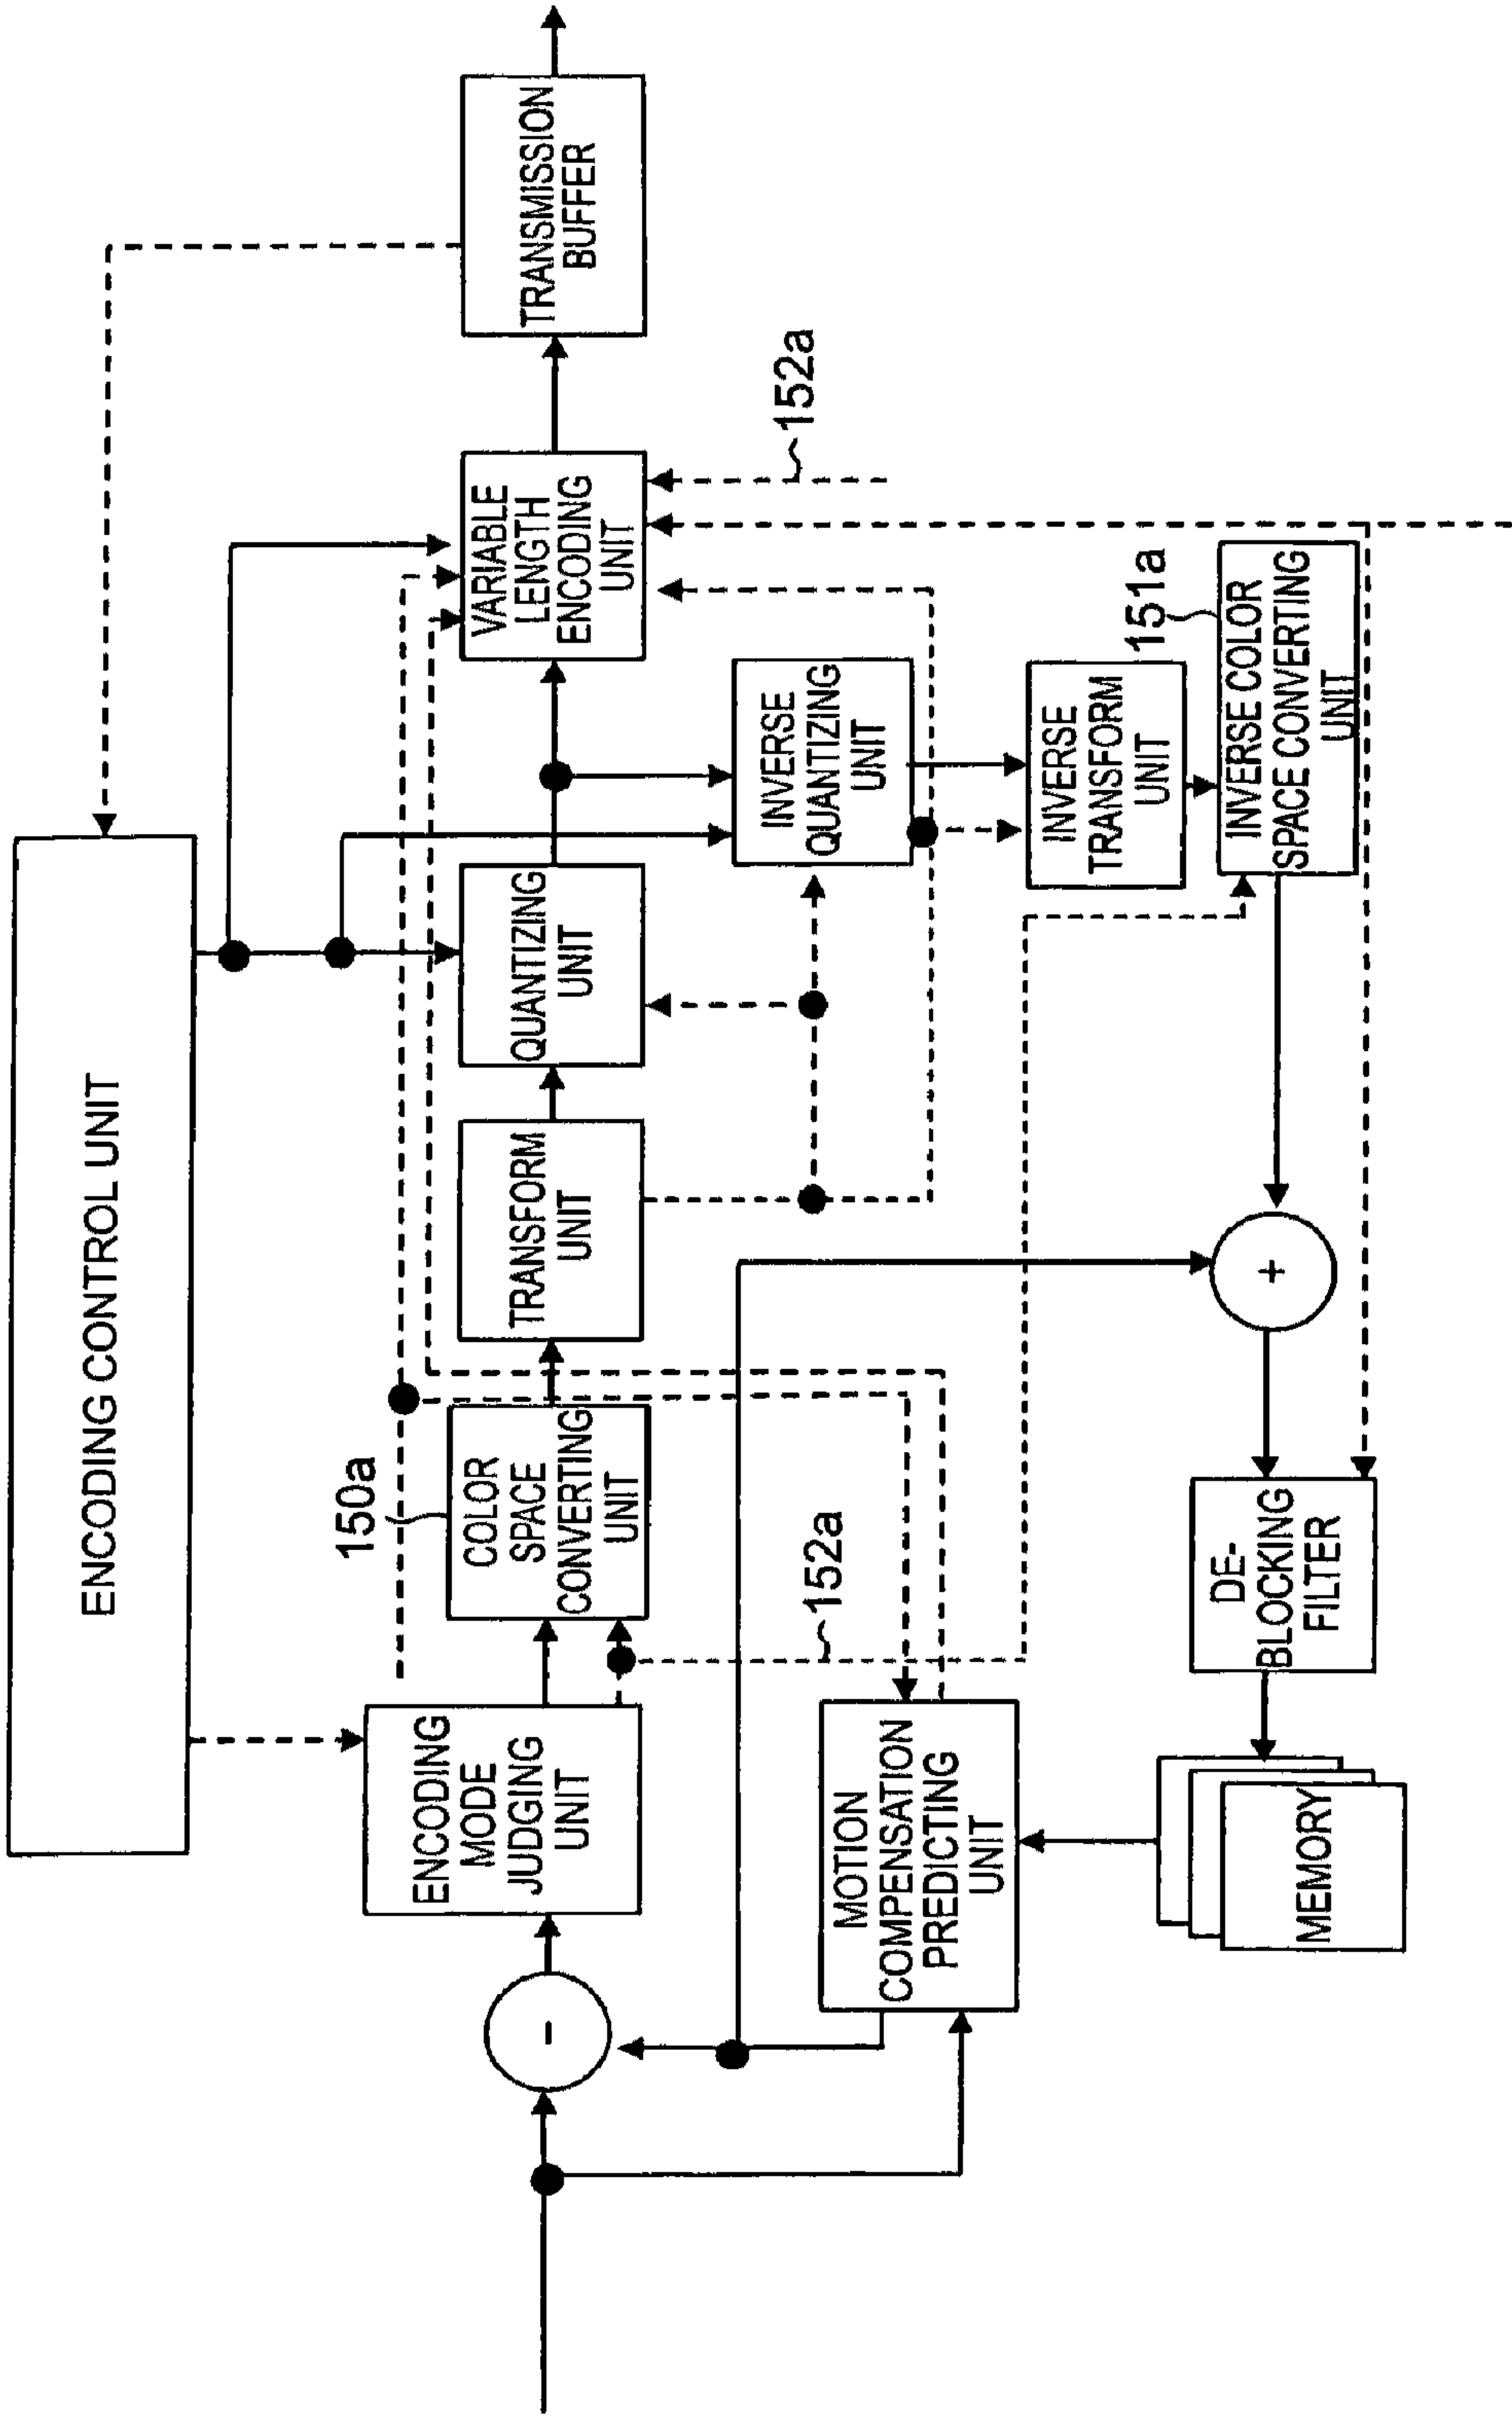 ENCODING CONTROL UNIT
150a
ENCODING
MODE
JUDGING
UNIT
COLOR
SPACE
CONVERTING
UNIT
TRANSFORM
UNIT
QUANTIZING
UNIT
VARIABLE
LENGTH
ENCODING
UNIT
TRANSMISSION
BUFFER
-
152a
152a
MOTION
COMPENSATION
PREDICTING
UNIT
INVERSE
QUANTIZING
UNIT
INVERSE
TRANSFORM
UNIT
151a
INVERSE COLOR
SPACE CONVERTING
UNIT
+
DE-
BLOCKING
FILTER
MEMORY